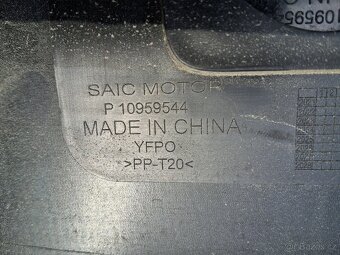 SAIC MOTOR
P 10959544
MADE IN CHINA
YFPO
>PP-T20<